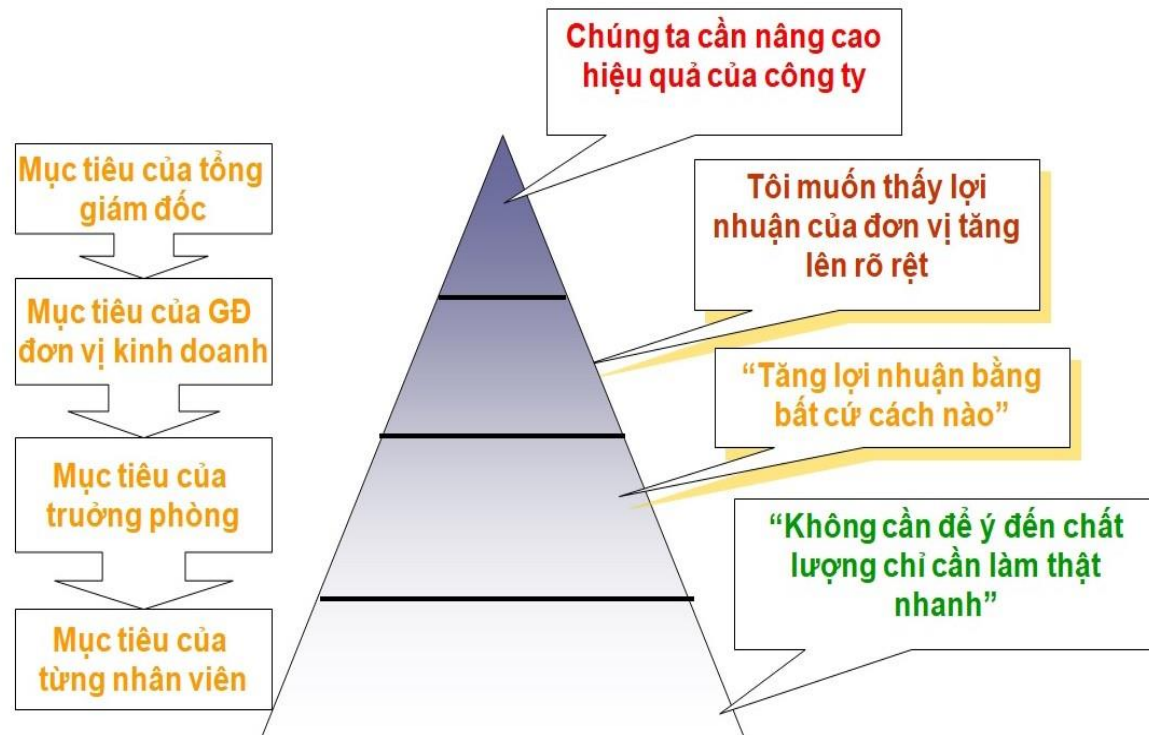 Chúng ta cần nâng cao
hiệu quả của công ty
Mục tiêu của tổng
giám đốc
Tôi muốn thấy lợi
nhuận của đơn vị tăng
lên rõ rệt
Mục tiêu của GĐ
đơn vị kinh doanh
“Tăng lợi nhuận bằng
bất cứ cách nào”
Mục tiêu của
truởng phòng
“Không cần để ý đến chất
lượng chỉ cần làm thật
nhanh”
Mục tiêu của
từng nhân viên